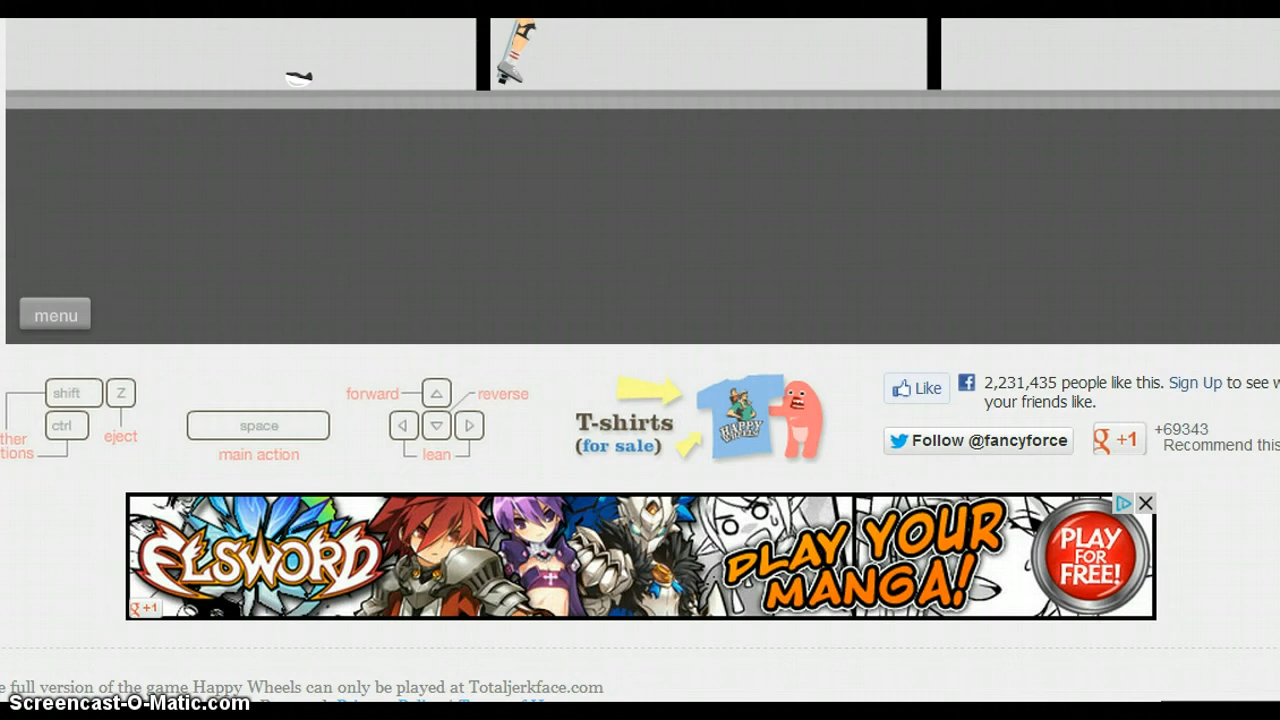 menu
shift
Z
ctrl
ther
tions
eject
space
main action
forward
reverse
lean
T-shirts
(for sale)
HAPPY
WHEELS
Like
2,231,435 people like this. Sign Up to see w
your friends like.
Follow @fancyforce
g +1
+69343
Recommend this
ELSWORD
PLAY YOUR
MANGA!
PLAY
FOR
FREE!
g +1
e full version of the game Happy Wheels can only be played at Totaljerkface.com
Screencast-O-Matic.com